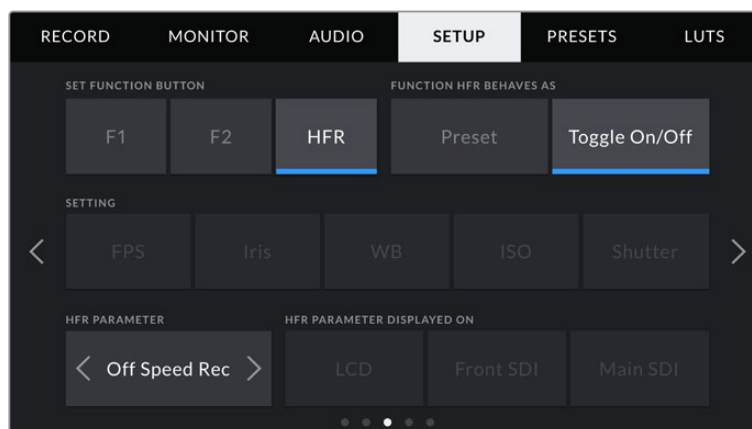 RECORD MONITOR AUDIO SETUP PRESETS LUTS
SET FUNCTION BUTTON FUNCTION HFR BEHAVES AS
F1 F2 HFR Preset Toggle On/Off
SETTING
FPS Iris WB ISO Shutter
HFR PARAMETER HFR PARAMETER DISPLAYED ON
Off Speed Rec LCD Front SDI Main SDI